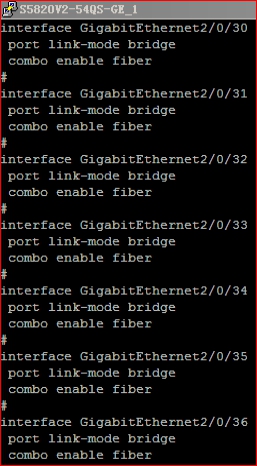 S5820V2-54QS-GE_1
interface GigabitEthernet2/0/30
port link-mode bridge
combo enable fiber
#
interface GigabitEthernet2/0/31
port link-mode bridge
combo enable fiber
#
interface GigabitEthernet2/0/32
port link-mode bridge
combo enable fiber
#
interface GigabitEthernet2/0/33
port link-mode bridge
combo enable fiber
#
interface GigabitEthernet2/0/34
port link-mode bridge
combo enable fiber
#
interface GigabitEthernet2/0/35
port link-mode bridge
combo enable fiber
#
interface GigabitEthernet2/0/36
port link-mode bridge
combo enable fiber